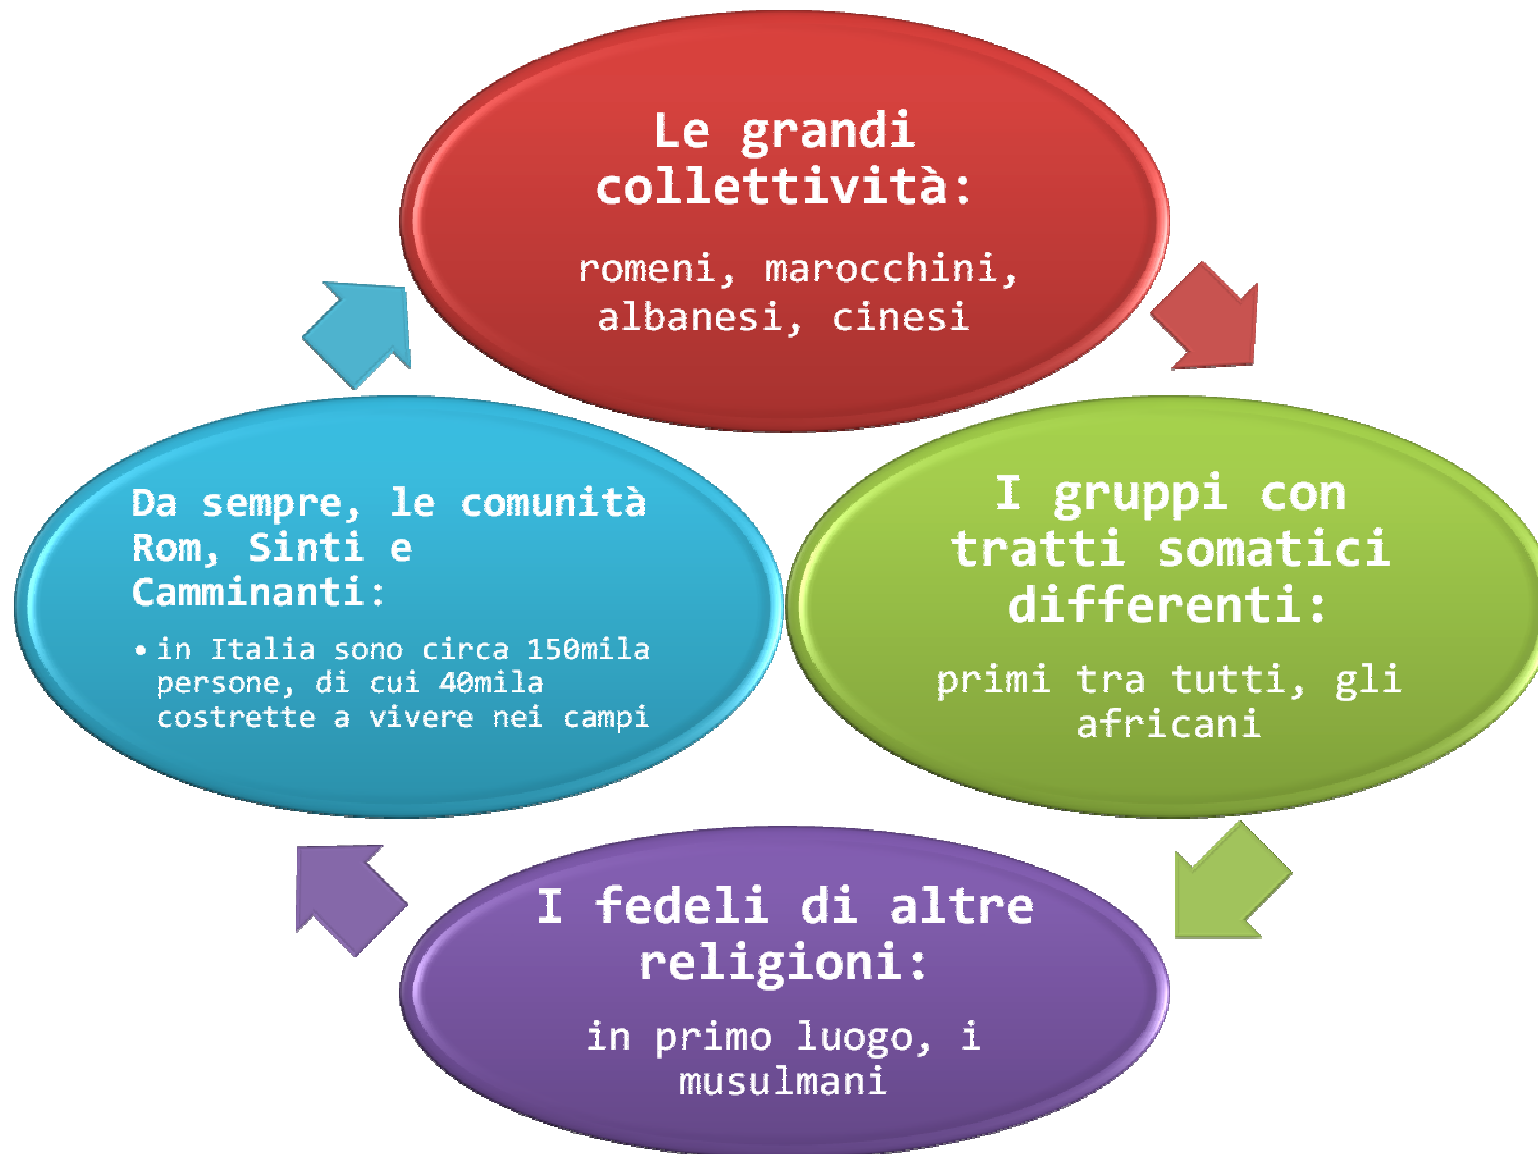 Le grandi
collettività:
romeni, marocchini,
albanesi, cinesi
I gruppi con
tratti somatici
differenti:
primi tra tutti, gli
africani
I fedeli di altre
religioni:
in primo luogo, i
musulmani
Da sempre, le comunità
Rom, Sinti e
Camminanti:
• in Italia sono circa 150mila
persone, di cui 40mila
costrette a vivere nei campi